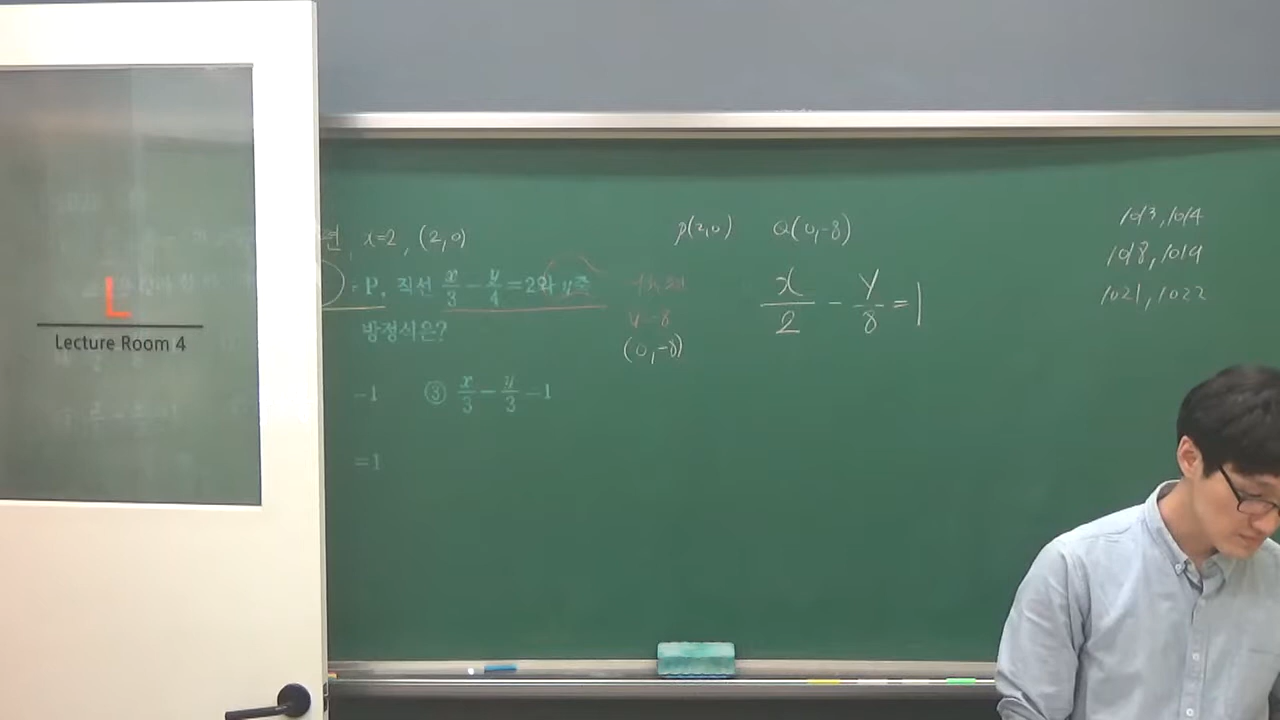 L
Lecture Room 4
x=2, (2,0)
P(2,0) Q(0,-8)
=P, 직선 x/3 - y/4 = 2와 y축
방정식은?
(0,-8)
x/2 - y/8 = 1
③ x/3 - y/3 =1
=1
1013, 1014
1018, 1019
1021, 1022